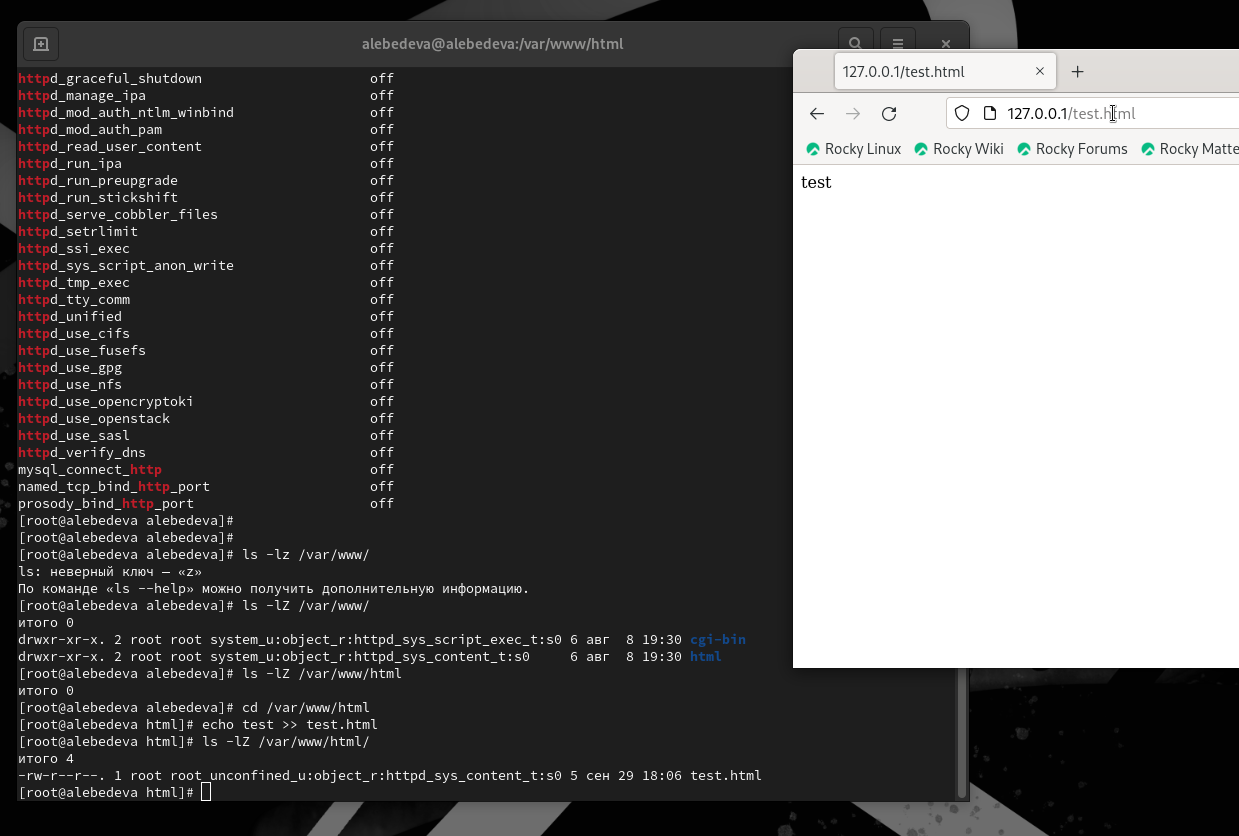 alebedeva@alebedeva:/var/www/html
httpd_graceful_shutdown off
httpd_manage_ipa off
httpd_mod_auth_ntlm_winbind off
httpd_mod_auth_pam off
httpd_read_user_content off
httpd_run_ipa off
httpd_run_preupgrade off
httpd_run_stickshift off
httpd_serve_cobbler_files off
httpd_setrlimit off
httpd_ssi_exec off
httpd_sys_script_anon_write off
httpd_tmp_exec off
httpd_tty_comm off
httpd_unified off
httpd_use_cifs off
httpd_use_fusefs off
httpd_use_gpg off
httpd_use_nfs off
httpd_use_opencryptoki off
httpd_use_openstack off
httpd_use_sasl off
httpd_verify_dns off
mysql_connect_http off
named_tcp_bind_http_port off
prosody_bind_http_port off
[root@alebedeva alebedeva]#
[root@alebedeva alebedeva]#
[root@alebedeva alebedeva]# ls -lz /var/www/
ls: неверный ключ — «z»
По команде «ls --help» можно получить дополнительную информацию.
[root@alebedeva alebedeva]# ls -lZ /var/www/
итого 0
drwxr-xr-x. 2 root root system_u:object_r:httpd_sys_script_exec_t:s0 6 авг 8 19:30 cgi-bin
drwxr-xr-x. 2 root root system_u:object_r:httpd_sys_content_t:s0 6 авг 8 19:30 html
[root@alebedeva alebedeva]# ls -lZ /var/www/html
итого 0
[root@alebedeva alebedeva]# cd /var/www/html
[root@alebedeva html]# echo test >> test.html
[root@alebedeva html]# ls -lZ /var/www/html/
итого 4
-rw-r--r--. 1 root root unconfined_u:object_r:httpd_sys_content_t:s0 5 сен 29 18:06 test.html
[root@alebedeva html]#
127.0.0.1/test.html
127.0.0.1/test.html
Rocky Linux Rocky Wiki Rocky Forums Rocky Matte
test